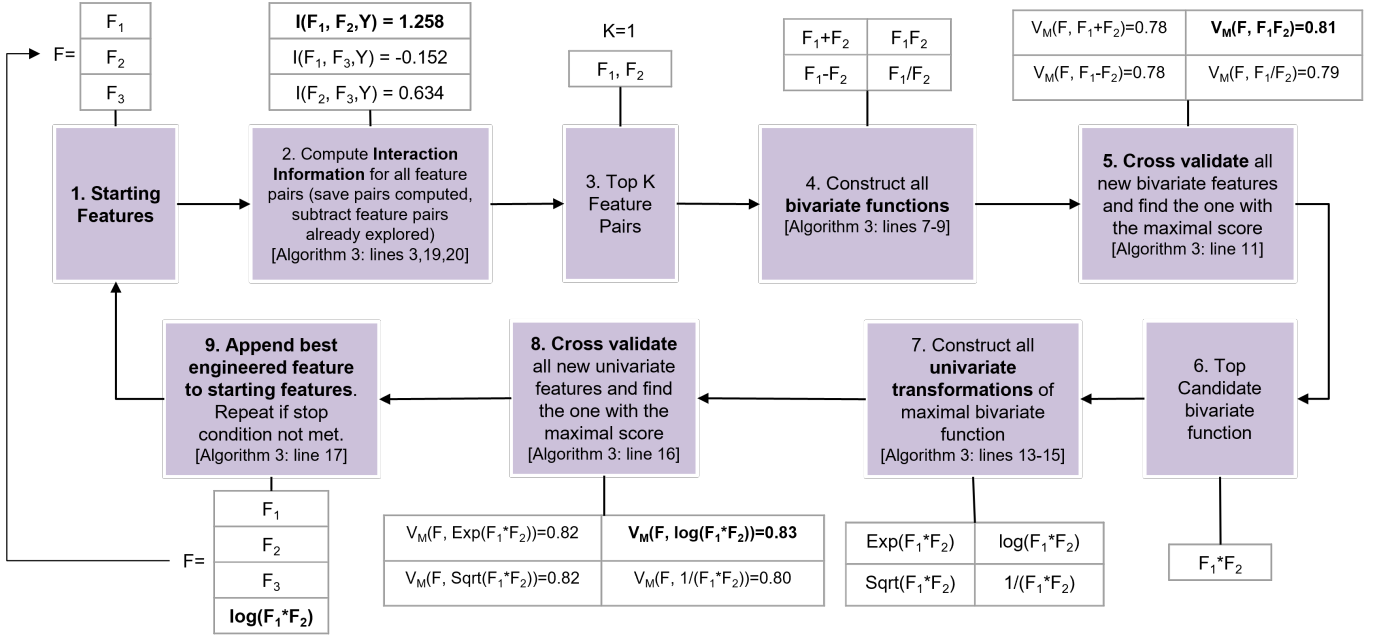 F₁
F=
F₂
F₃
I(F₁, F₂,Y) = 1.258
I(F₁, F₃,Y) = -0.152
I(F₂, F₃,Y) = 0.634
K=1
F₁, F₂
F₁+F₂
F₁F₂
F₁-F₂
F₁/F₂
V_M(F, F₁+F₂)=0.78
V_M(F, F₁F₂)=0.81
V_M(F, F₁-F₂)=0.78
V_M(F, F₁/F₂)=0.79
1. Starting
Features
2. Compute Interaction
Information for all feature
pairs (save pairs computed,
subtract feature pairs
already explored)
[Algorithm 3: lines 3,19,20]
3. Top K
Feature
Pairs
4. Construct all
bivariate functions
[Algorithm 3: lines 7-9]
5. Cross validate all
new bivariate features
and find the one with
the maximal score
[Algorithm 3: line 11]
6. Top
Candidate
bivariate
function
7. Construct all
univariate
transformations of
maximal bivariate
function
[Algorithm 3: lines 13-15]
8. Cross validate
all new univariate
features and find
the one with the
maximal score
[Algorithm 3: line 16]
9. Append best
engineered feature
to starting features.
Repeat if stop
condition not met.
[Algorithm 3: line 17]
F₁*F₂
Exp(F₁*F₂)
log(F₁*F₂)
Sqrt(F₁*F₂)
1/(F₁*F₂)
V_M(F, Exp(F₁*F₂))=0.82
V_M(F, log(F₁*F₂))=0.83
V_M(F, Sqrt(F₁*F₂))=0.82
V_M(F, 1/(F₁*F₂))=0.80
F=
F₁
F₂
F₃
log(F₁*F₂)